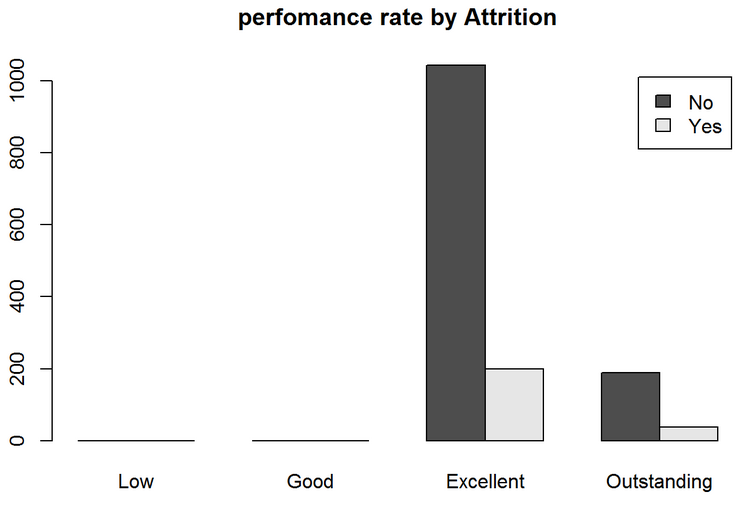 perfomance rate by Attrition
1000
800
600
400
200
0
No
Yes
Low Good Excellent Outstanding